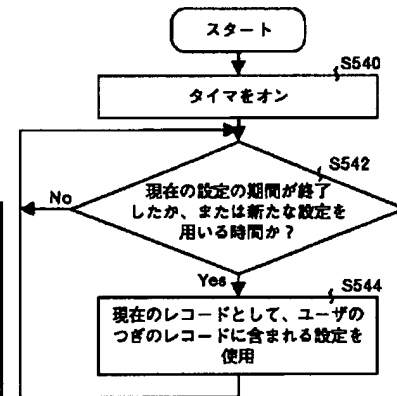 スタート
S540
タイマをオン
S542
現在の設定の期間が終了
したか、または新たな設定を
用いる時間か？
No
Yes
S544
現在のレコードとして、ユーザの
つぎのレコードに含まれる設定を
使用